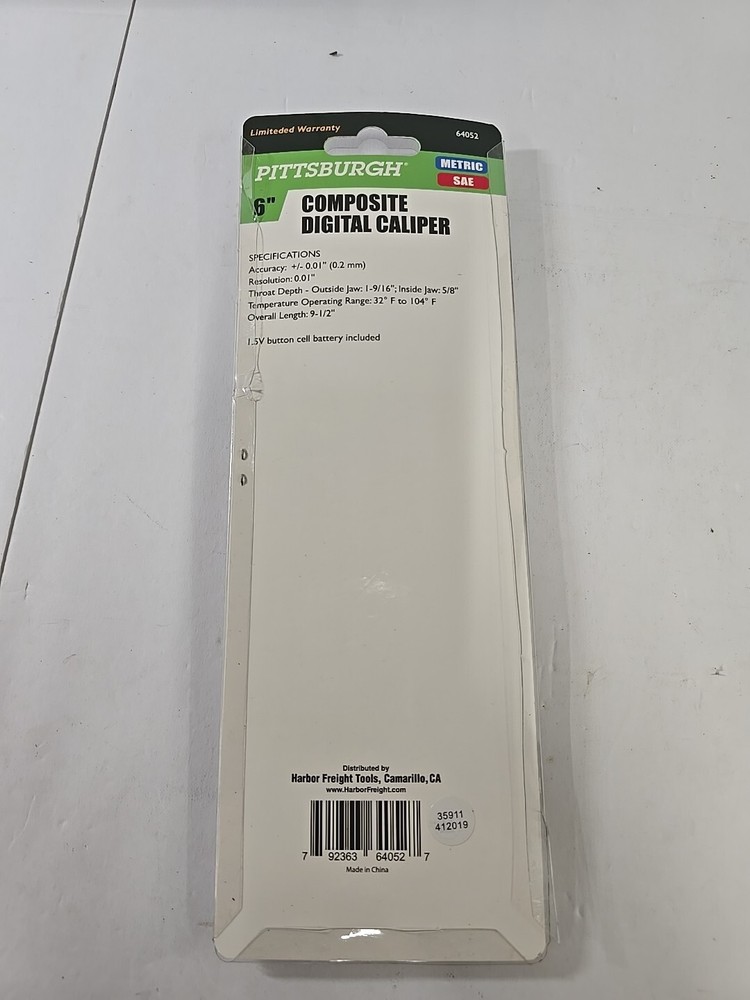 Limiteded Warranty
64052
PITTSBURGH®
METRIC
SAE
6"
COMPOSITE
DIGITAL CALIPER
SPECIFICATIONS
Accuracy: +/- 0.01" (0.2 mm)
Resolution: 0.01"
Throat Depth - Outside Jaw: 1-9/16"; Inside Jaw: 5/8"
Temperature Operating Range: 32° F to 104° F
Overall Length: 9-1/2"
1.5V button cell battery included
Distributed by
Harbor Freight Tools, Camarillo, CA
www.HarborFreight.com
35911
412019
7 92363 64052 7
Made in China